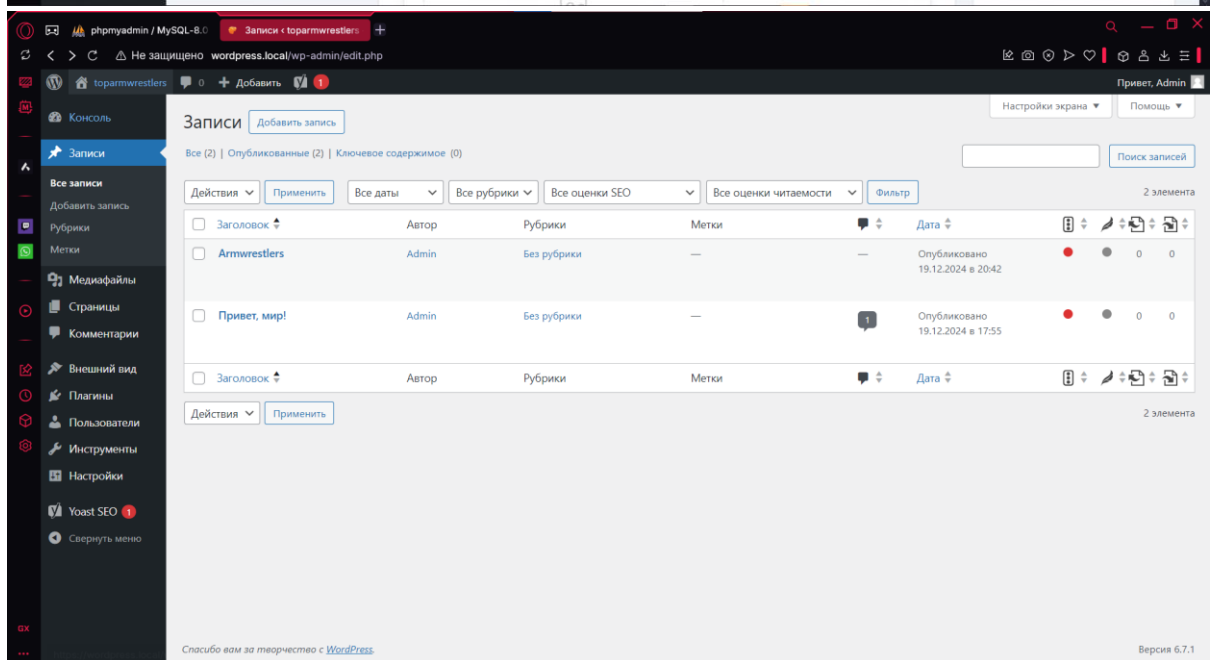 phpmyadmin / MySQL-8.0
Записи ‹ toparmwrestlers
Не защищено wordpress.local/wp-admin/edit.php
toparmwrestlers 0 Добавить 1 Привет, Admin
Настройки экрана Помощь
Консоль
Записи
Все записи
Добавить запись
Рубрики
Метки
Медиафайлы
Страницы
Комментарии
Внешний вид
Плагины
Пользователи
Инструменты
Настройки
Yoast SEO 1
Свернуть меню
GX
Записи Добавить запись
Все (2) | Опубликованные (2) | Ключевое содержимое (0)
Поиск записей
Действия Применить Все даты Все рубрики Все оценки SEO Все оценки читаемости Фильтр 2 элемента
Заголовок Автор Рубрики Метки Дата
Armwrestlers Admin Без рубрики — — Опубликовано 0 0
19.12.2024 в 20:42
Привет, мир! Admin Без рубрики — 1 Опубликовано 0 0
19.12.2024 в 17:55
Заголовок Автор Рубрики Метки Дата
Действия Применить 2 элемента
Спасибо вам за творчество с WordPress. Версия 6.7.1